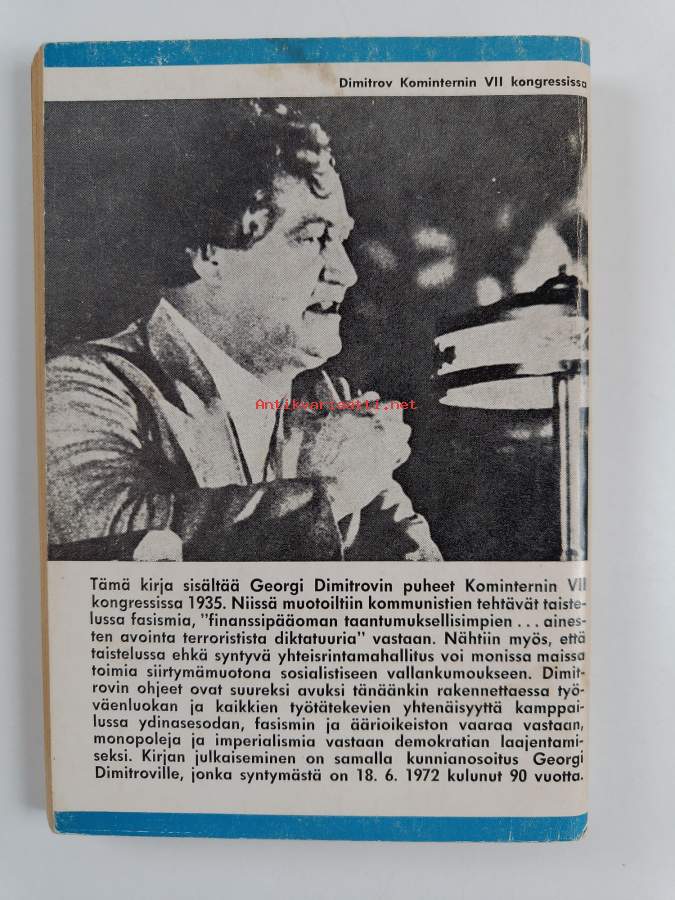 Dimitrov Kominternin VII kongressissa
Antikvariaatti.net
Tämä kirja sisältää Georgi Dimitrovin puheet Kominternin VII
kongressissa 1935. Niissä muotoiltiin kommunistien tehtävät taiste-
lussa fasismia, "finanssipääoman taantumuksellisimpien ... aines-
ten avointa terroristista diktatuuria" vastaan. Nähtiin myös, että
taistelussa ehkä syntyvä yhteisrintamahallitus voi monissa maissa
toimia siirtymämuotona sosialistiseen vallankumoukseen. Dimit-
rovin ohjeet ovat suureksi avuksi tänäänkin rakennettaessa työ-
väenluokan ja kaikkien työtätekevien yhtenäisyyttä kamppai-
lussa ydinasesodan, fasismin ja äärioikeiston vaaraa vastaan,
monopoleja ja imperialismia vastaan demokratian laajentami-
seksi. Kirjan julkaiseminen on samalla kunnianosoitus Georgi
Dimitroville, jonka syntymästä on 18. 6. 1972 kulunut 90 vuotta.